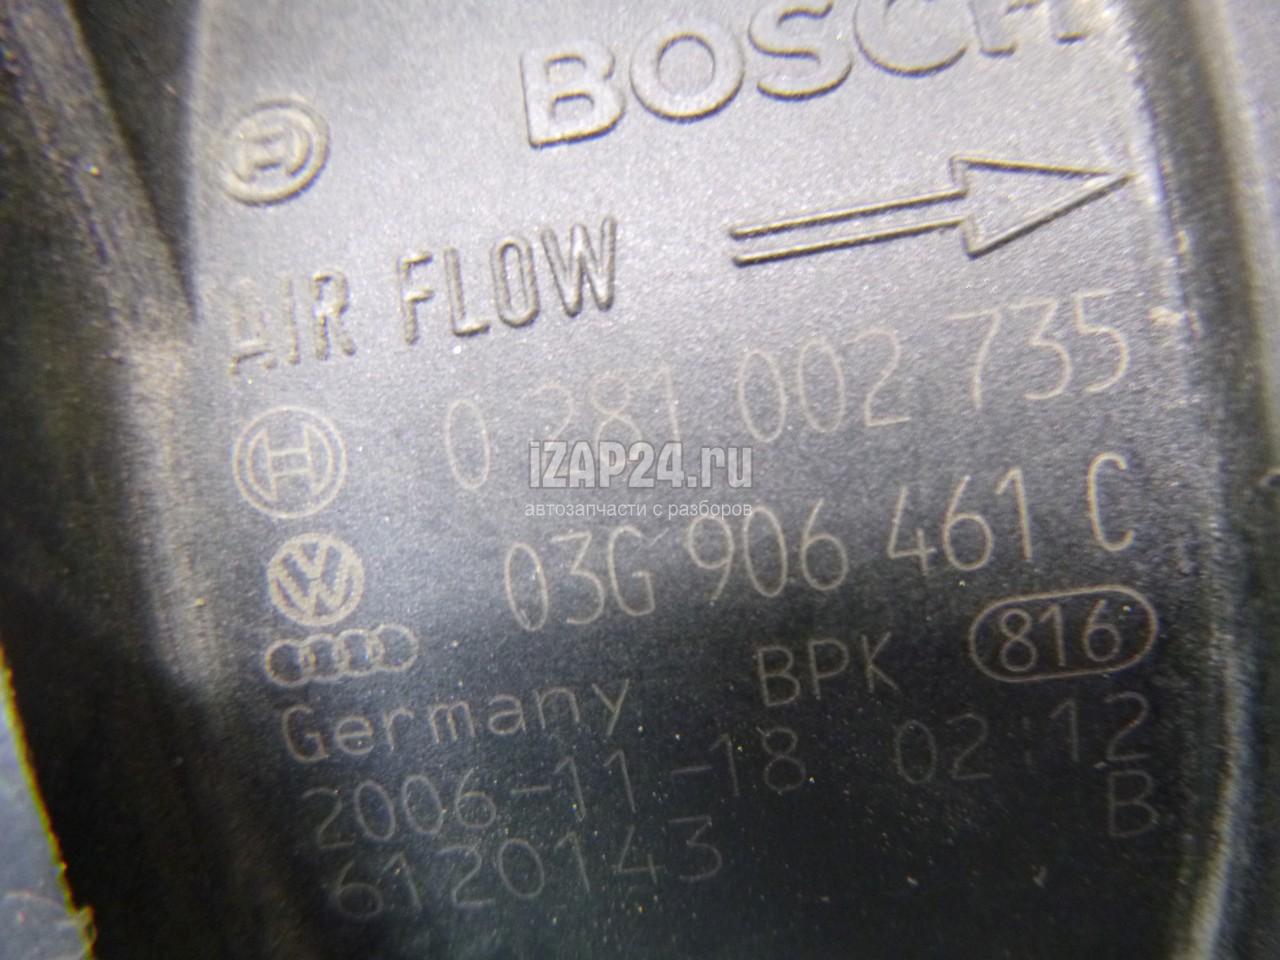 BOSCH
AIR FLOW
0 281 002 735
iZAP24.ru
автозапчасти с разборов
03G 906 461 C
BPK 816
Germany
2006-11-18 02:12
6120143 B